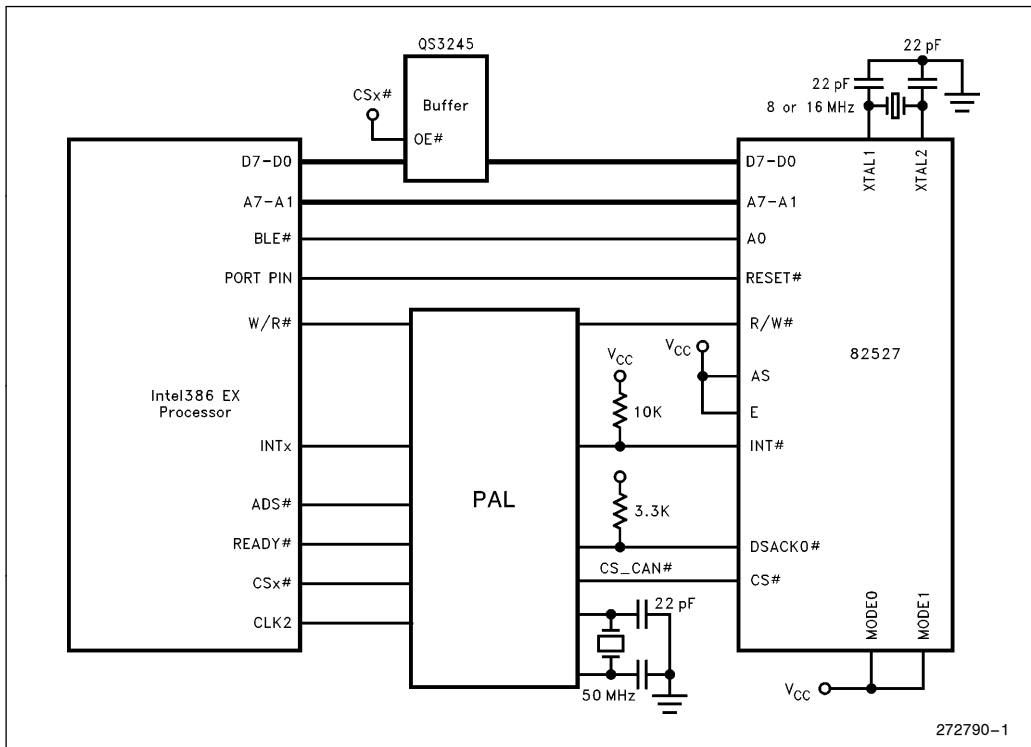 QS3245
Buffer
OE#
CSx#
22 pF
22 pF
8 or 16 MHz
XTAL1
XTAL2
D7-D0
A7-A1
BLE#
PORT PIN
W/R#
Intel386 EX
Processor
INTx
ADS#
READY#
CSx#
CLK2
PAL
VCC
10K
3.3K
CS_CAN#
22 pF
50 MHz
VCC
D7-D0
A7-A1
A0
RESET#
R/W#
82527
AS
E
INT#
DSACK0#
CS#
MODE0
MODE1
VCC
272790-1